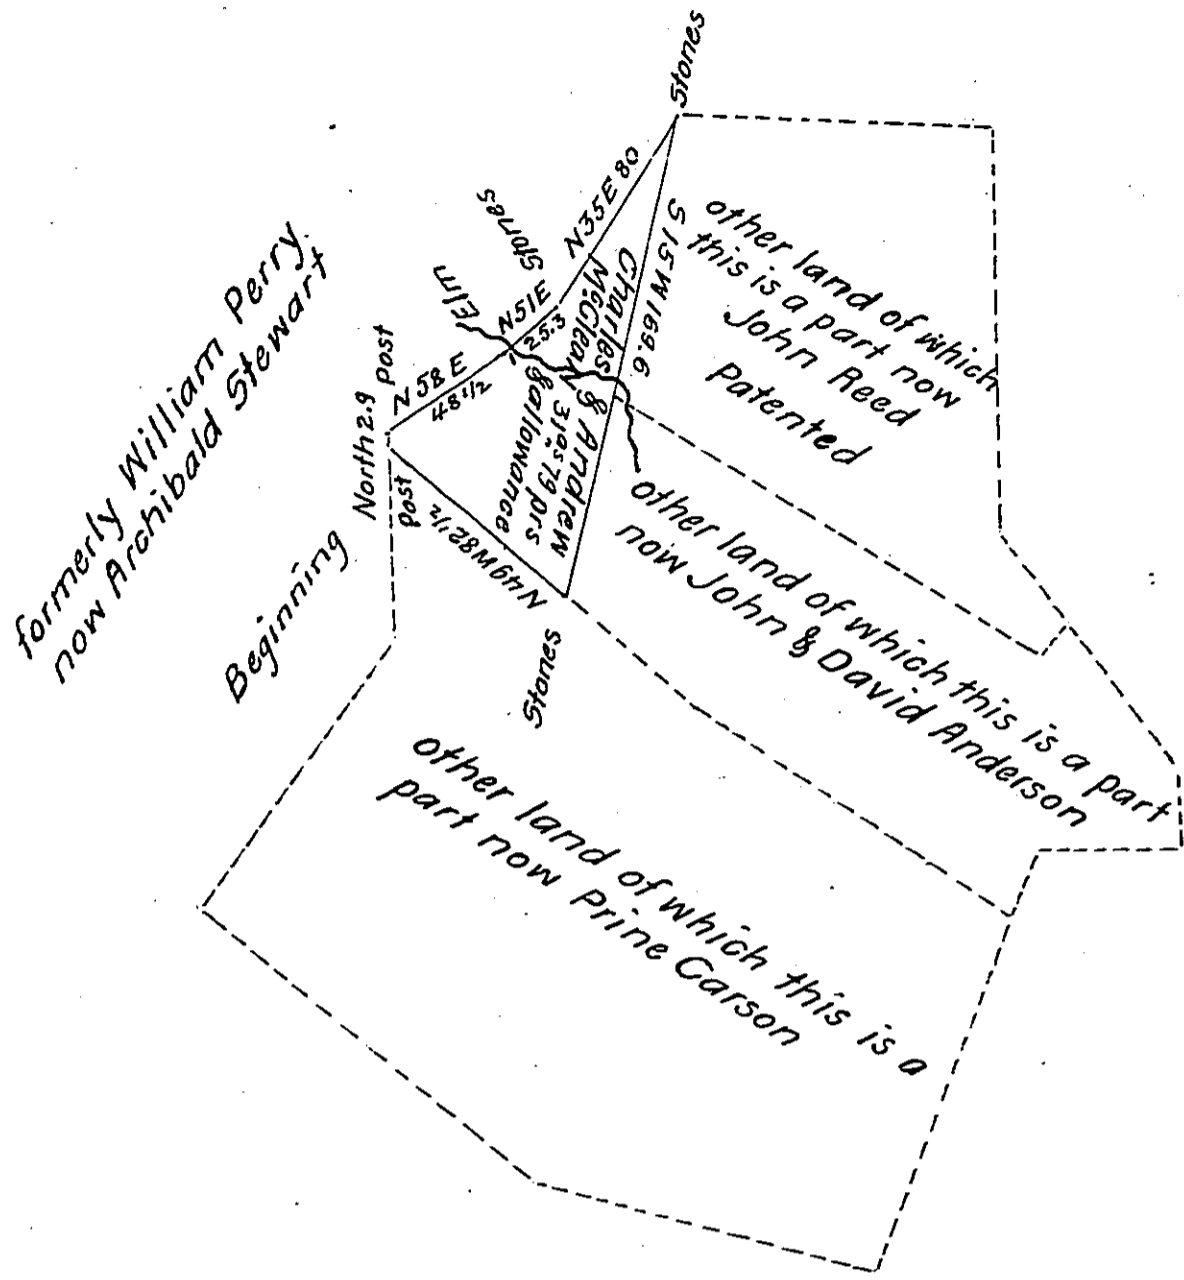 Stones
N35E 80
Stones
Elm
N51E
25.3
N 58 E
48 1/2
post
North 2.9
post
N49W82 1/2
S15W169.6
Charles
McClean & Andrew
31as 79 prs
& allowance
Stones
formerly William Perry.
now Archibald Stewart
Beginning
other land of which
this is a part now
John Reed
Patented
other land of which this is a part
now John & David Anderson
other land of which this is a
part now Prine Carson